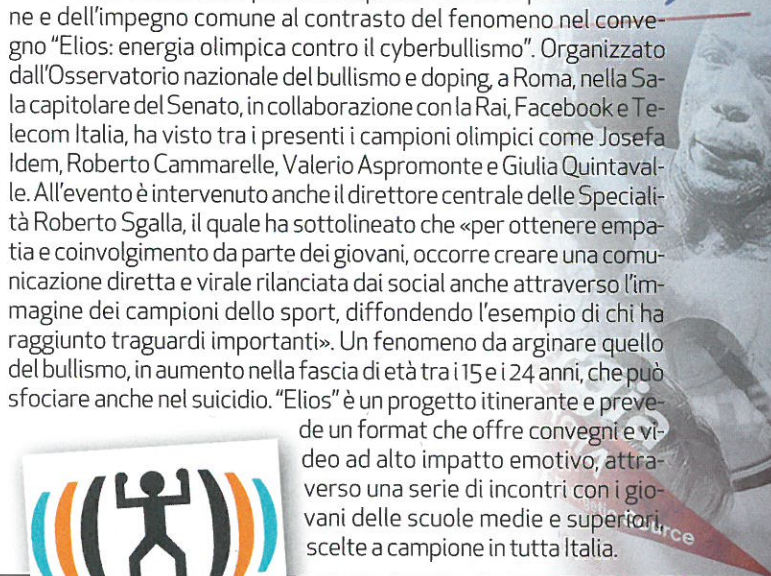 ne e dell'impegno comune al contrasto del fenomeno nel conve-
gno "Elios: energia olimpica contro il cyberbullismo". Organizzato
dall'Osservatorio nazionale del bullismo e doping, a Roma, nella Sa-
la capitolare del Senato, in collaborazione con la Rai, Facebook e Te-
lecom Italia, ha visto tra i presenti i campioni olimpici come Josefa
Idem, Roberto Cammarelle, Valerio Aspromonte e Giulia Quintaval-
le. All'evento è intervenuto anche il direttore centrale delle Speciali-
tà Roberto Sgalla, il quale ha sottolineato che «per ottenere empa-
tia e coinvolgimento da parte dei giovani, occorre creare una comu-
nicazione diretta e virale rilanciata dai social anche attraverso l'im-
magine dei campioni dello sport, diffondendo l'esempio di chi ha
raggiunto traguardi importanti». Un fenomeno da arginare quello
del bullismo, in aumento nella fascia di età tra i 15 e i 24 anni, che può
sfociare anche nel suicidio. "Elios" è un progetto itinerante e preve-
de un format che offre convegni e vi-
deo ad alto impatto emotivo, attra-
verso una serie di incontri con i gio-
vani delle scuole medie e superiori,
scelte a campione in tutta Italia.